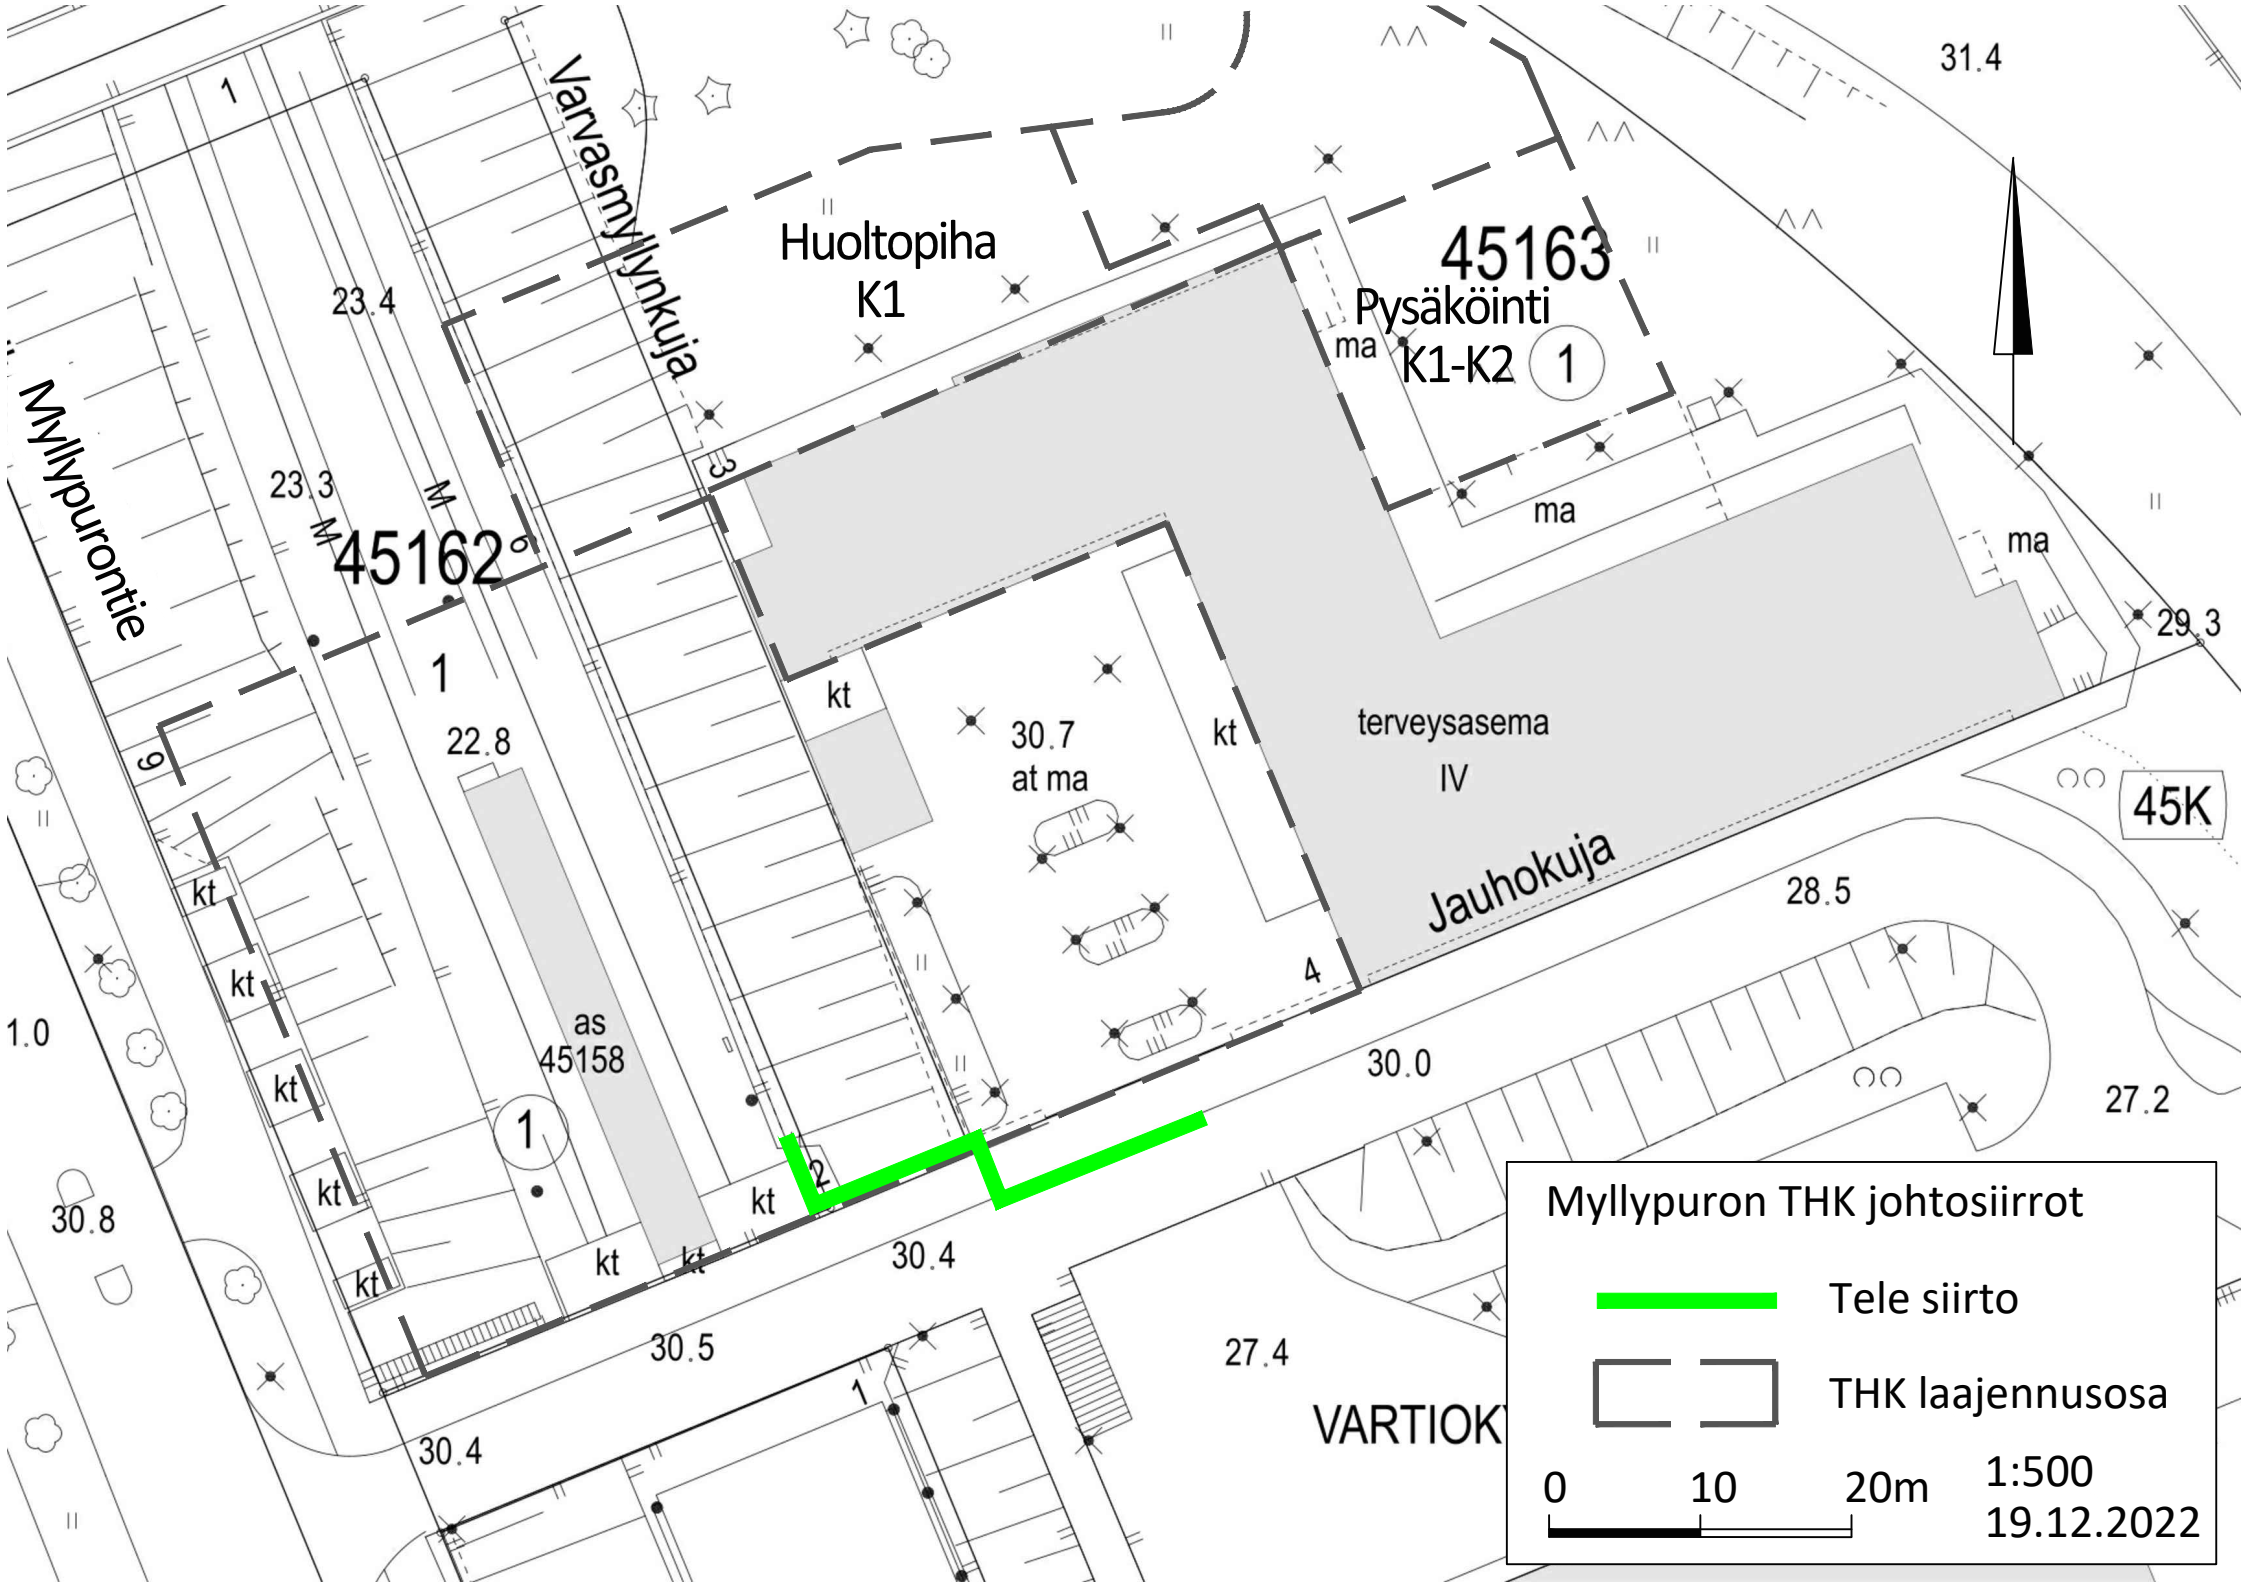 31.4
1
Varvasmyllynkuja
Huoltopiha
K1
45163
Pysäköinti
K1-K2
1
ma
23.4
Myllypurontie
23.3
M
M
3
45162
6
ma
ma
29.3
1
kt
kt
30.7
at ma
terveysasema
IV
22.8
9
45K
Jauhokuja
28.5
kt
kt
4
as
45158
1.0
30.0
kt
1
27.2
2
kt
kt
30.8
kt
kt
kt
30.4
30.5
27.4
1
VARTIOK
30.4
Myllypuron THK johtosiirrot
Tele siirto
THK laajennusosa
0 10 20m
1:500
19.12.2022